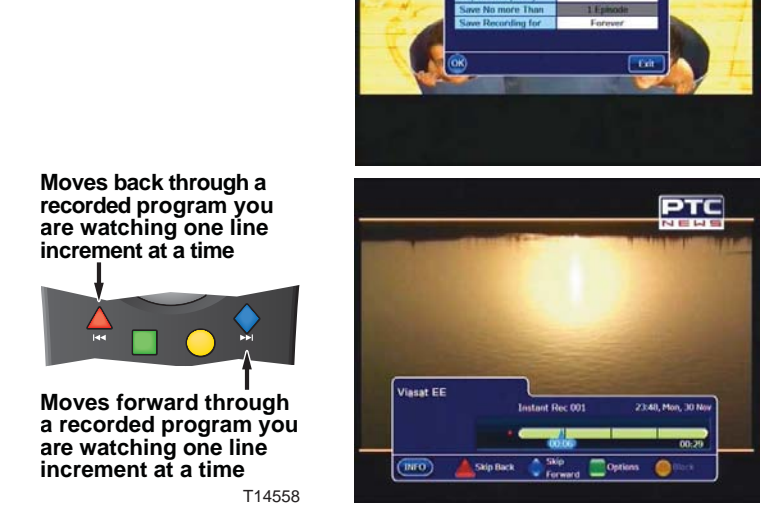 Save No more Than 1 Episode
Save Recording for Forever
OK Exit
Moves back through a
recorded program you
are watching one line
increment at a time
Moves forward through
a recorded program you
are watching one line
increment at a time
T14558
PTC
NEWS
Viasat EE
Instant Rec 001 23:48, Mon, 30 Nov
00:06 00:29
INFO Skip Back Skip Forward Options Block